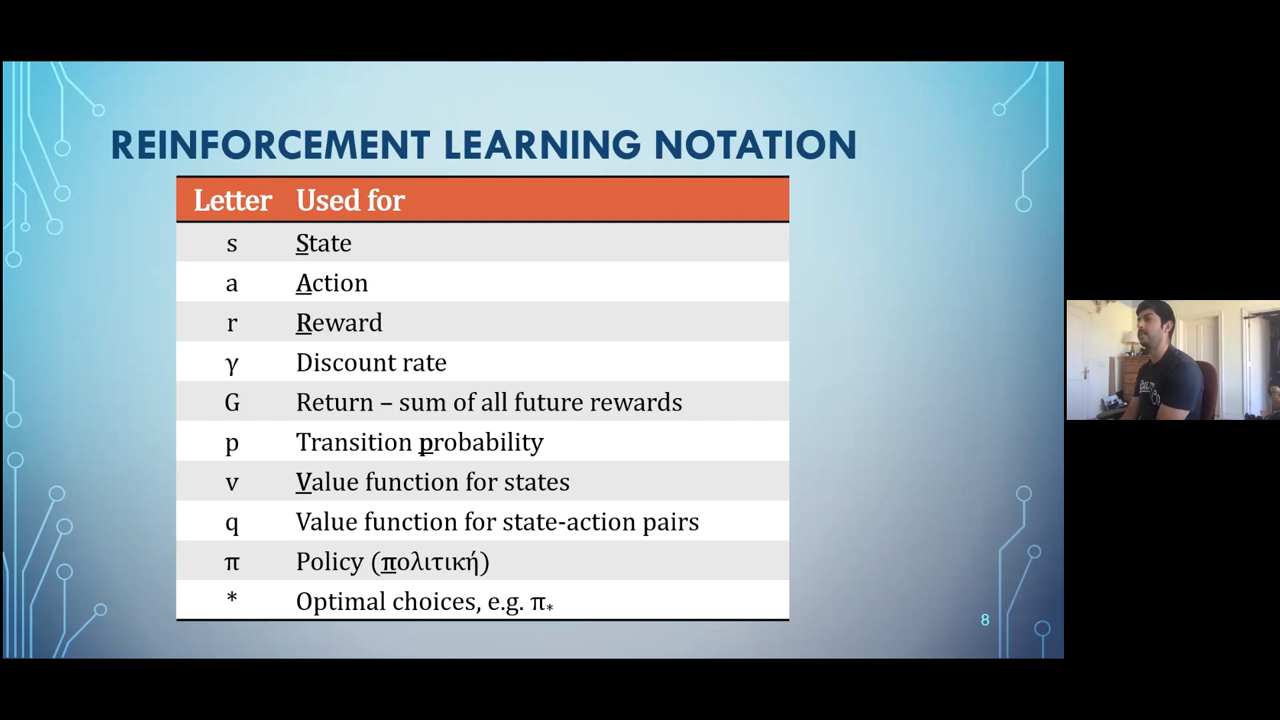 REINFORCEMENT LEARNING NOTATION
Letter Used for
s State
a Action
r Reward
γ Discount rate
G Return – sum of all future rewards
p Transition probability
v Value function for states
q Value function for state-action pairs
π Policy (πολιτική)
* Optimal choices, e.g. π*
8